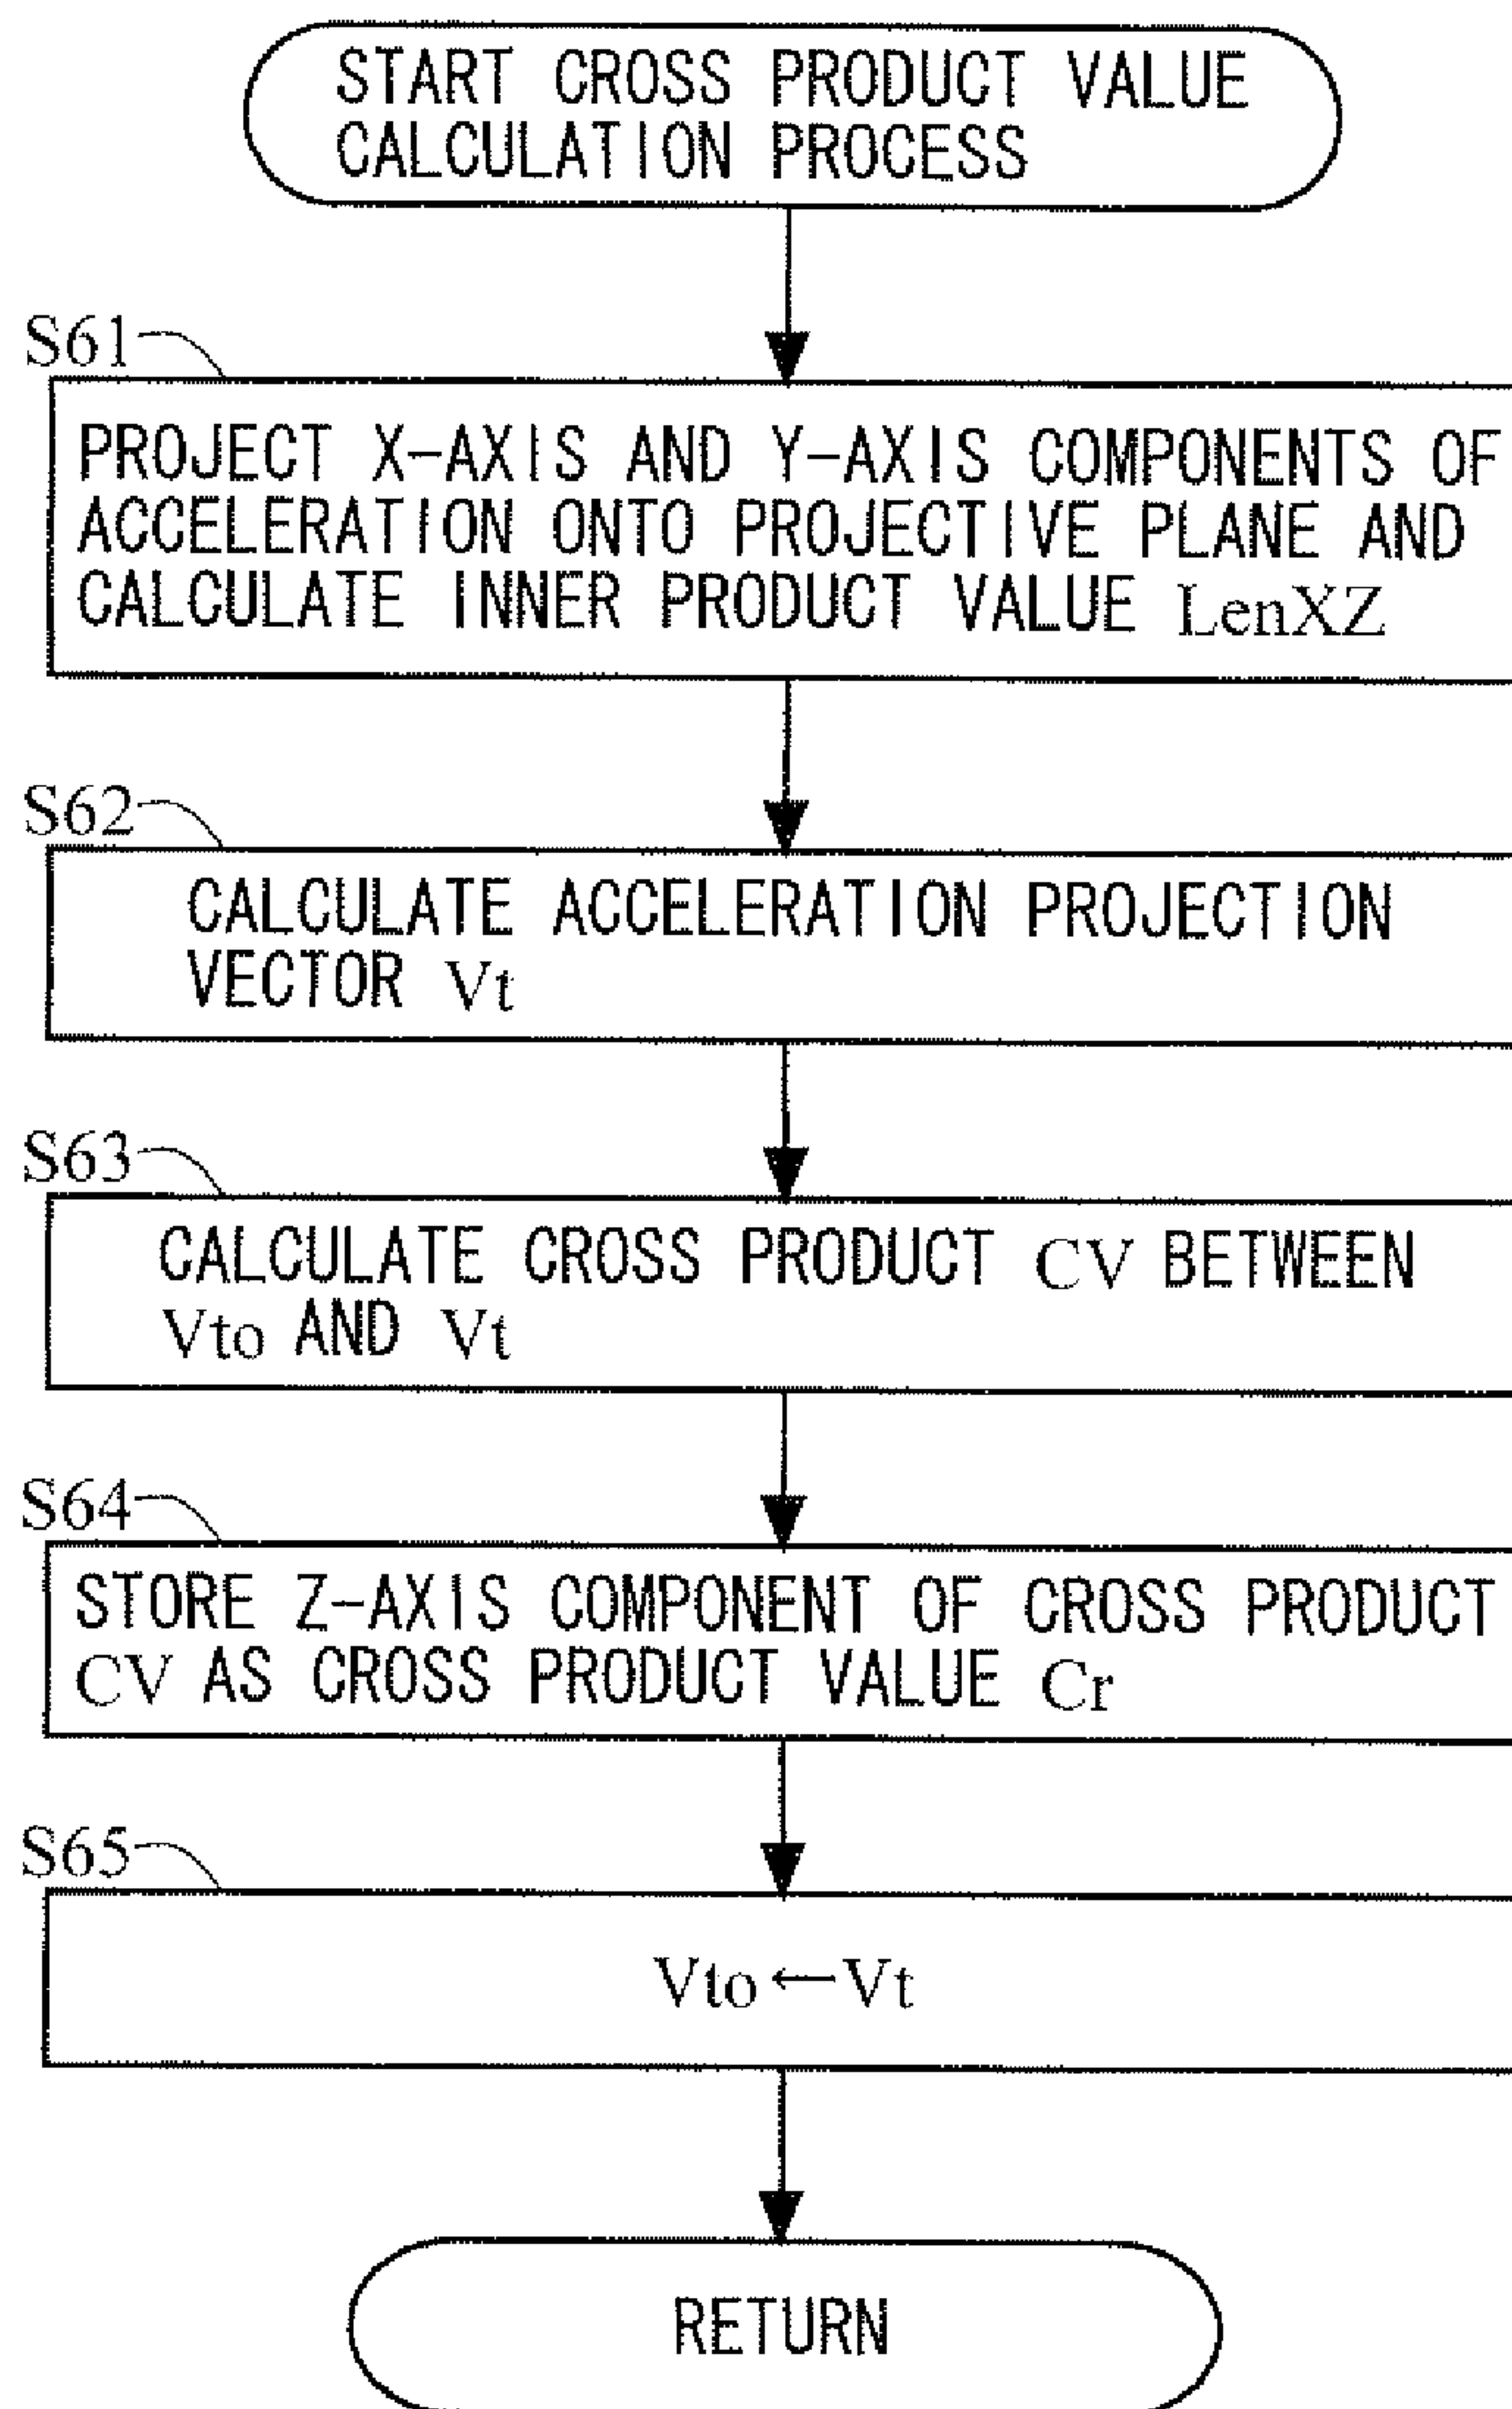 START CROSS PRODUCT VALUE
CALCULATION PROCESS
S61
PROJECT X-AXIS AND Y-AXIS COMPONENTS OF
ACCELERATION ONTO PROJECTIVE PLANE AND
CALCULATE INNER PRODUCT VALUE LenXZ
S62
CALCULATE ACCELERATION PROJECTION
VECTOR Vt
S63
CALCULATE CROSS PRODUCT CV BETWEEN
Vto AND Vt
S64
STORE Z-AXIS COMPONENT OF CROSS PRODUCT
CV AS CROSS PRODUCT VALUE Cr
S65
Vto ← Vt
RETURN